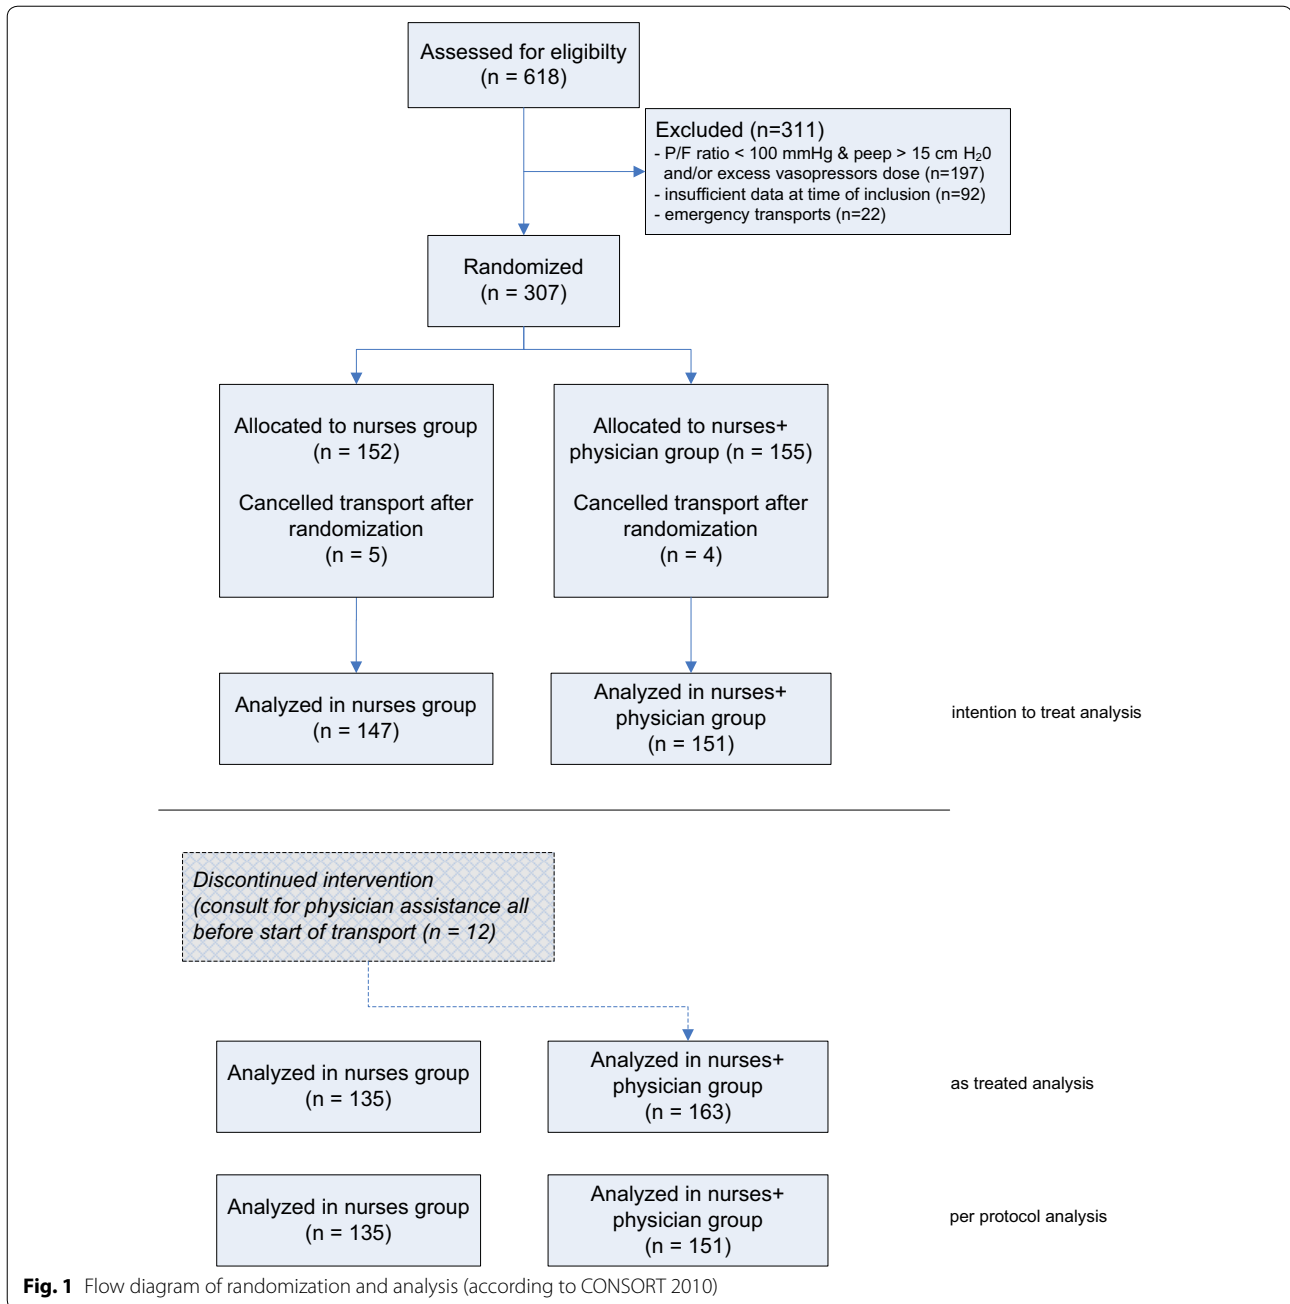 Assessed for eligibilty
(n = 618)
Excluded (n=311)
- P/F ratio < 100 mmHg & peep > 15 cm H₂0
and/or excess vasopressors dose (n=197)
- insufficient data at time of inclusion (n=92)
- emergency transports (n=22)
Randomized
(n = 307)
Allocated to nurses group
(n = 152)
Cancelled transport after
randomization
(n = 5)
Allocated to nurses+
physician group (n = 155)
Cancelled transport after
randomization
(n = 4)
Analyzed in nurses group
(n = 147)
Analyzed in nurses+
physician group
(n = 151)
intention to treat analysis
Discontinued intervention
(consult for physician assistance all
before start of transport (n = 12)
Analyzed in nurses group
(n = 135)
Analyzed in nurses+
physician group
(n = 163)
as treated analysis
Analyzed in nurses group
(n = 135)
Analyzed in nurses+
physician group
(n = 151)
per protocol analysis
Fig. 1 Flow diagram of randomization and analysis (according to CONSORT 2010)